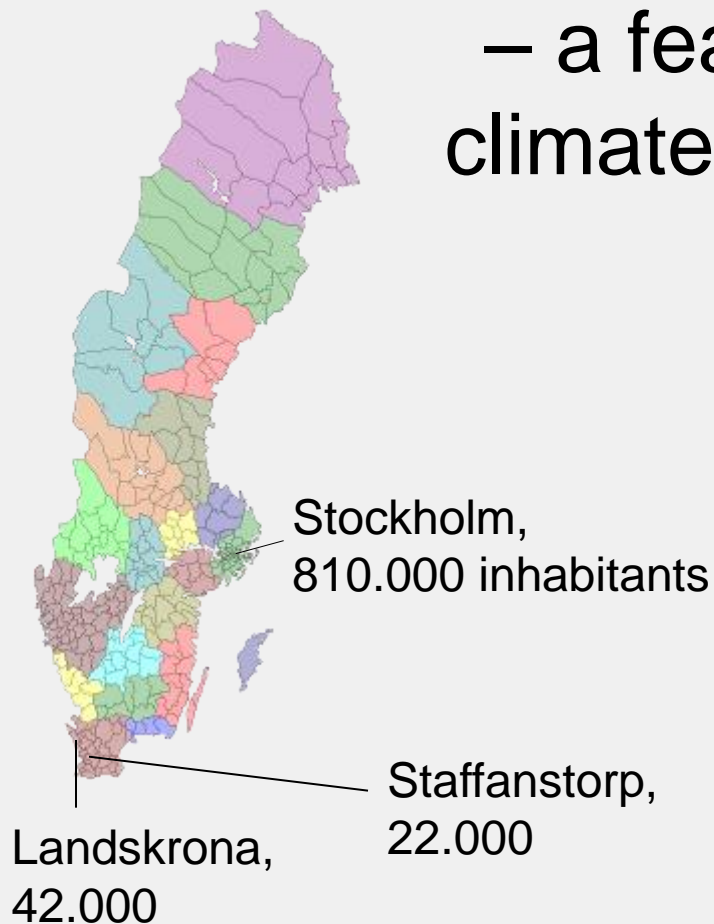 – a fea
climate
Stockholm,
810.000 inhabitants
Staffanstorp,
22.000
Landskrona,
42.000